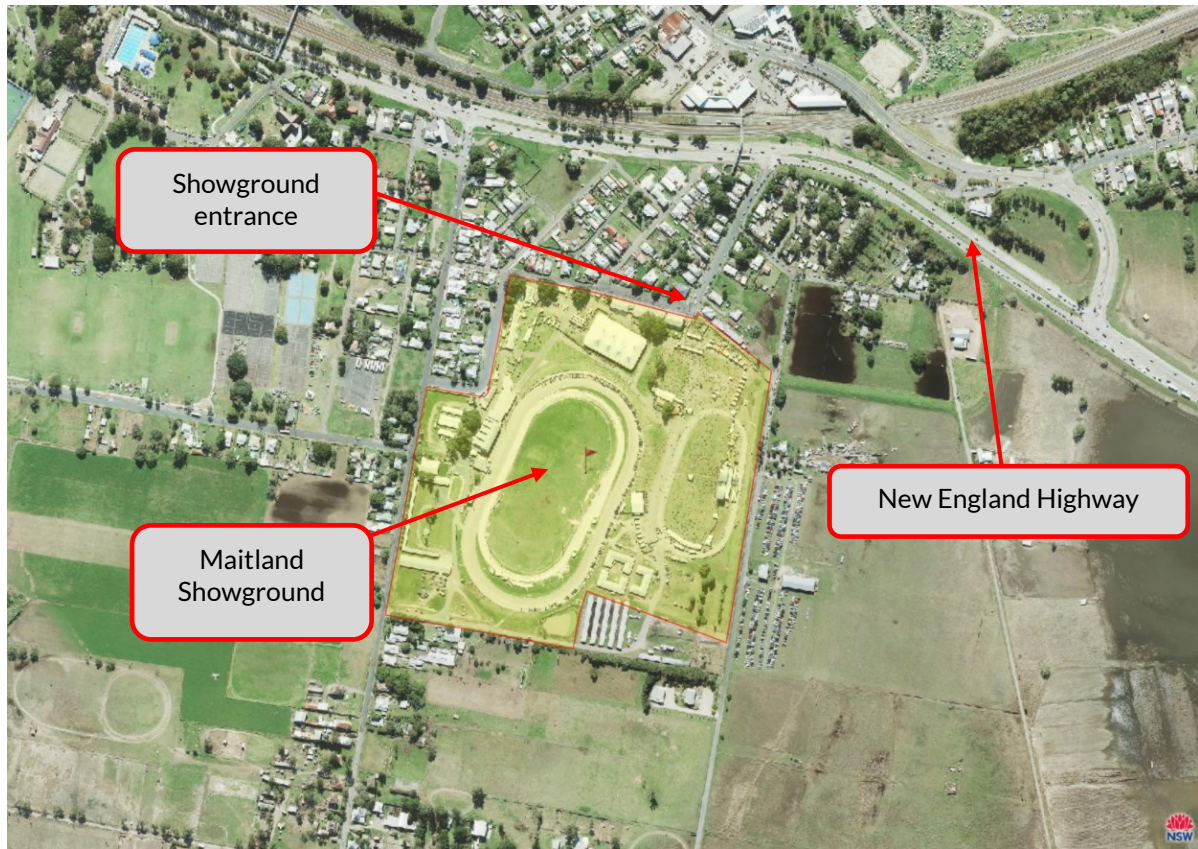 Showground
entrance
Maitland
Showground
New England Highway
NSW